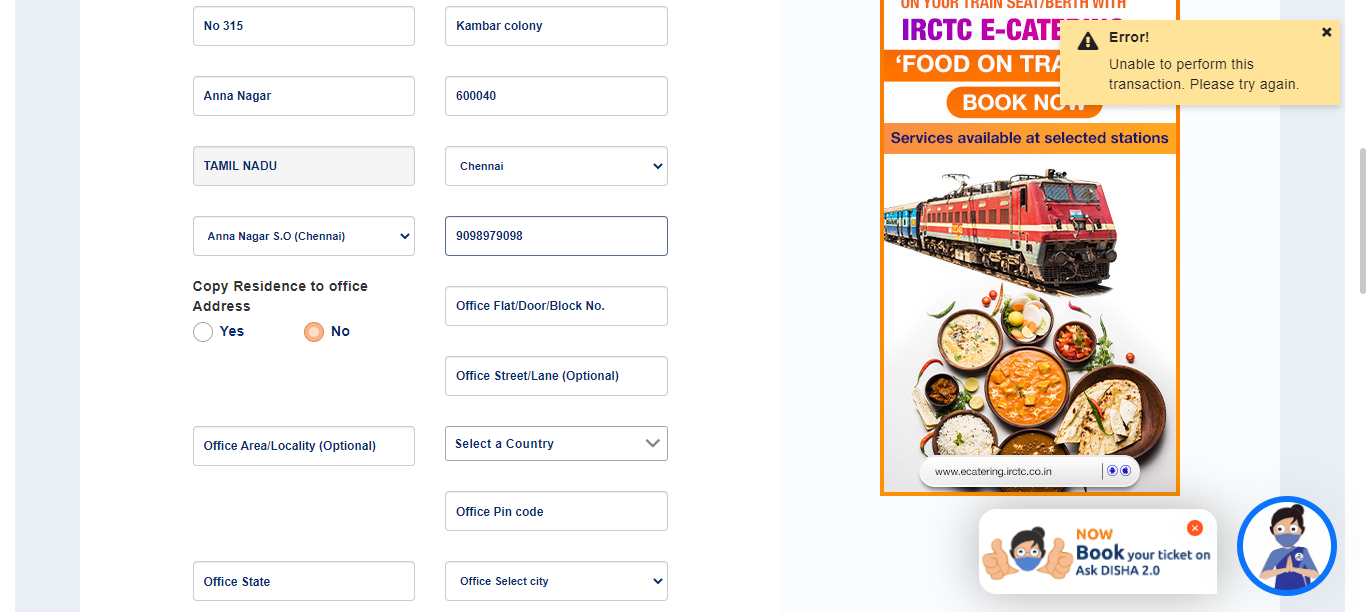 No 315
Kambar colony
Anna Nagar
600040
TAMIL NADU
Chennai
Anna Nagar S.O (Chennai)
9098979098
Copy Residence to office
Address
Yes
No
Office Flat/Door/Block No.
Office Street/Lane (Optional)
Office Area/Locality (Optional)
Select a Country
Office Pin code
Office State
Office Select city
ON YOUR TRAIN SEAT/BERTH WITH
IRCTC E-CATERING
'FOOD ON TRA
BOOK NOW
Services available at selected stations
www.ecatering.irctc.co.in
Error!
Unable to perform this
transaction. Please try again.
NOW
Book your ticket on
Ask DISHA 2.0